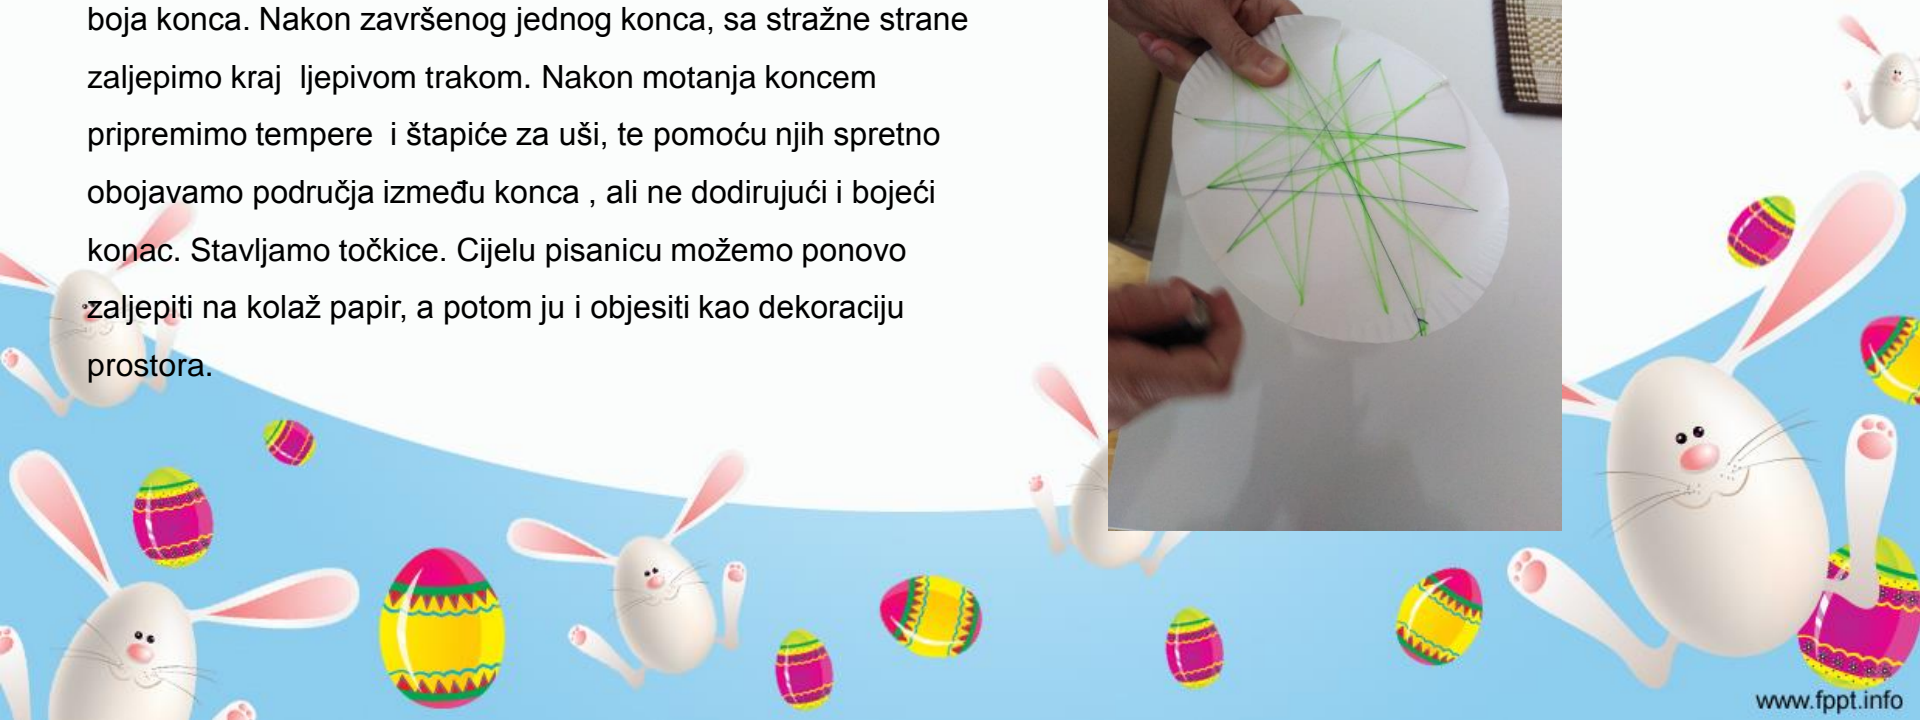 boja konca. Nakon završenog jednog konca, sa stražne strane
zaljepimo kraj  ljepivom trakom. Nakon motanja koncem
pripremimo tempere  i štapiće za uši, te pomoću njih spretno
obojavamo područja između konca , ali ne dodirujući i bojeći
konac. Stavljamo točkice. Cijelu pisanicu možemo ponovo
zaljepiti na kolaž papir, a potom ju i objesiti kao dekoraciju
prostora.
www.fppt.info